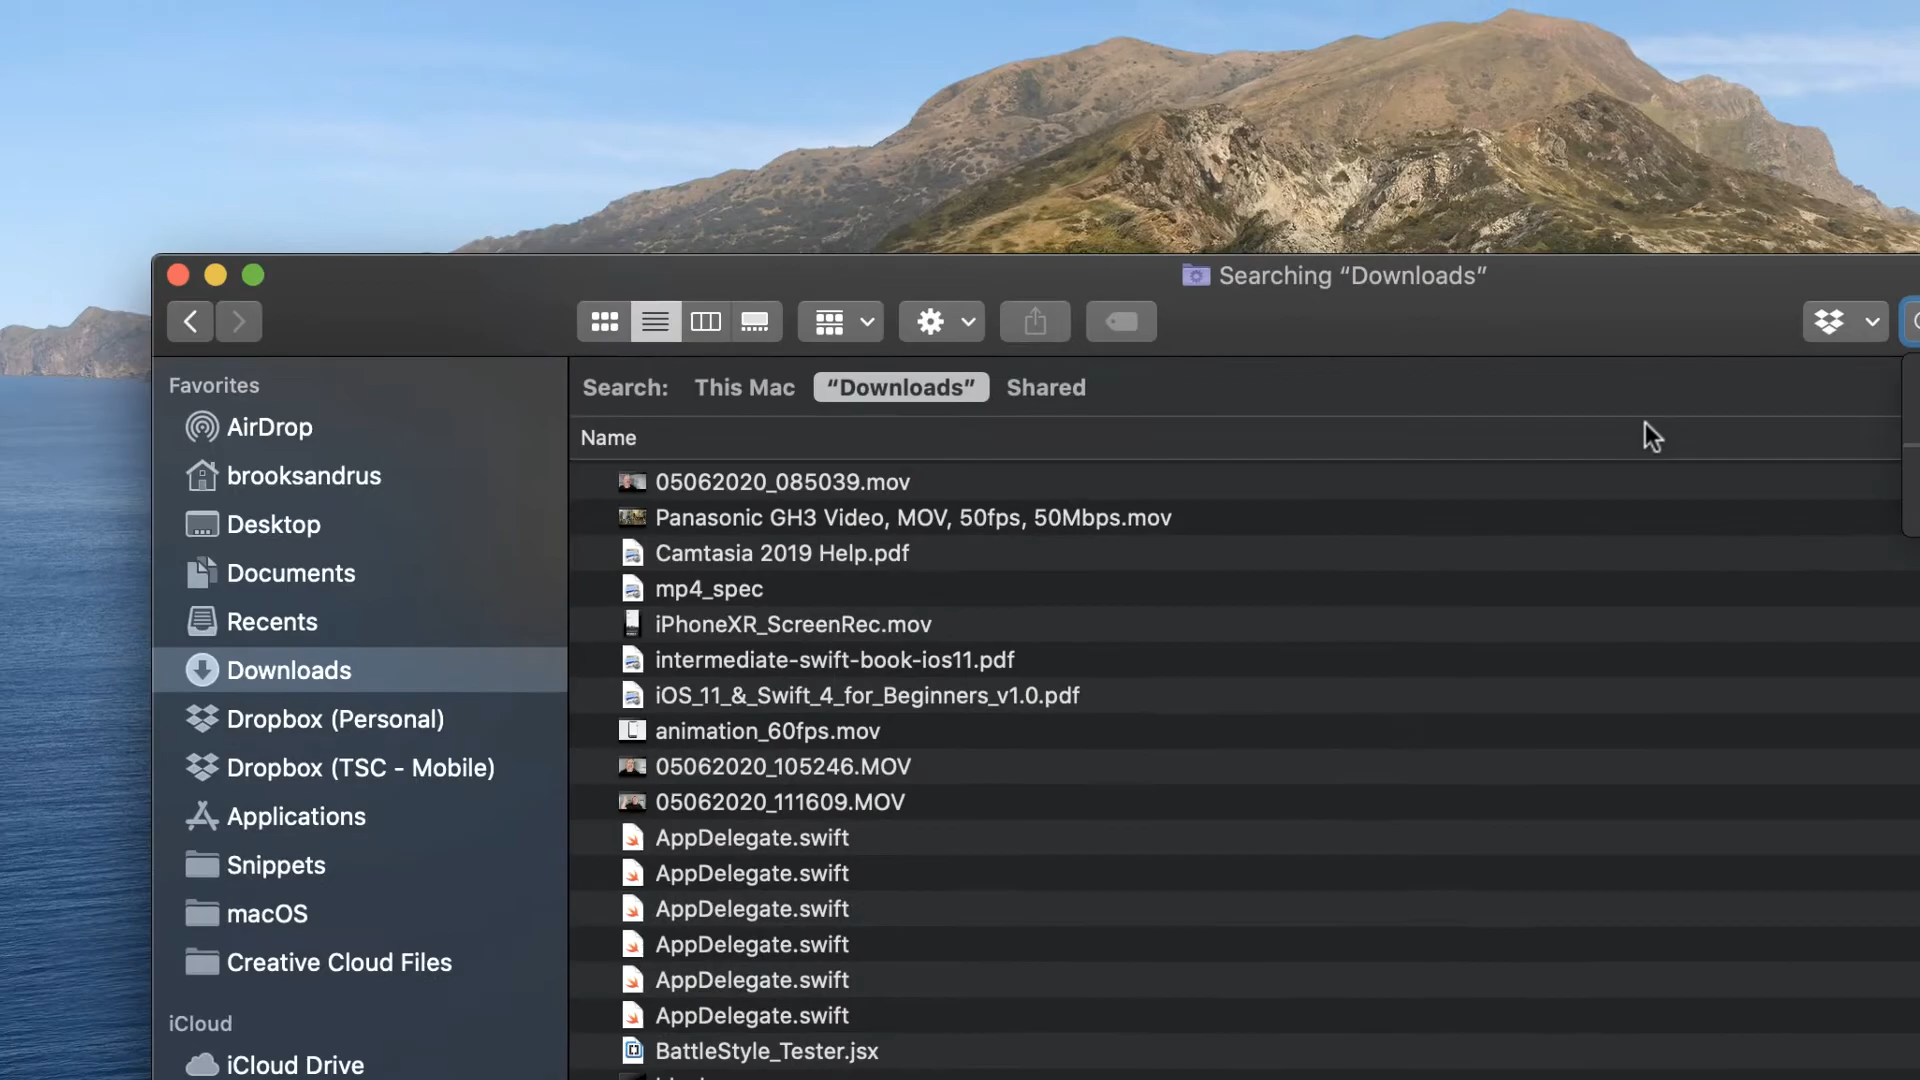 Searching “Downloads”
Search: This Mac “Downloads” Shared
Name
Favorites
AirDrop
brooksandrus
Desktop
Documents
Recents
Downloads
Dropbox (Personal)
Dropbox (TSC - Mobile)
Applications
Snippets
macOS
Creative Cloud Files
iCloud
iCloud Drive
05062020_085039.mov
Panasonic GH3 Video, MOV, 50fps, 50Mbps.mov
Camtasia 2019 Help.pdf
mp4_spec
iPhoneXR_ScreenRec.mov
intermediate-swift-book-ios11.pdf
iOS_11_&_Swift_4_for_Beginners_v1.0.pdf
animation_60fps.mov
05062020_105246.MOV
05062020_111609.MOV
AppDelegate.swift
AppDelegate.swift
AppDelegate.swift
AppDelegate.swift
AppDelegate.swift
AppDelegate.swift
BattleStyle_Tester.jsx